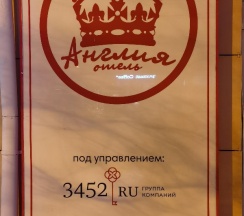 Англия
отель
под управлением:
3452 RU ГРУППА
КОМПАНИЙ